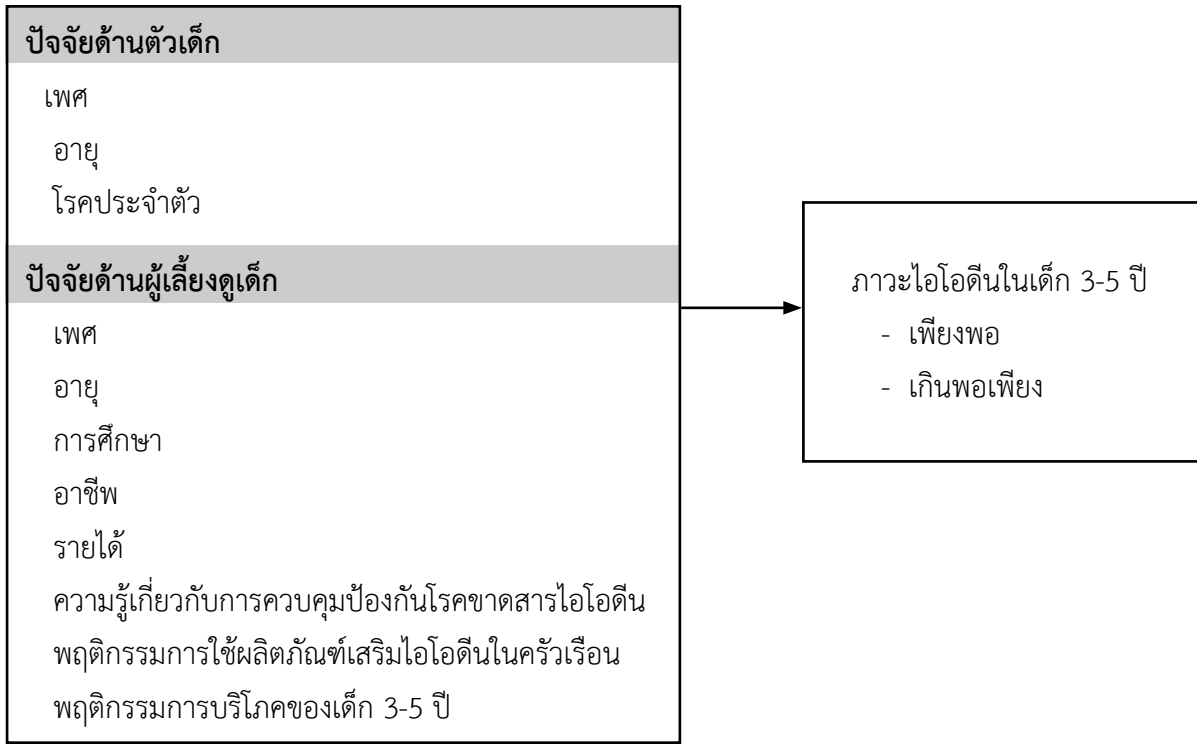 ปัจจัยด้านตัวเด็ก
เพศ
อายุ
โรคประจำตัว
ปัจจัยด้านผู้เลี้ยงดูเด็ก
เพศ
อายุ
การศึกษา
อาชีพ
รายได้
ความรู้เกี่ยวกับการควบคุมป้องกันโรคขาดสารไอโอดีน
พฤติกรรมการใช้ผลิตภัณฑ์เสริมไอโอดีนในครัวเรือน
พฤติกรรมการบริโภคของเด็ก 3-5 ปี
ภาวะไอโอดีนในเด็ก 3-5 ปี
- เพียงพอ
- เกินพอเพียง